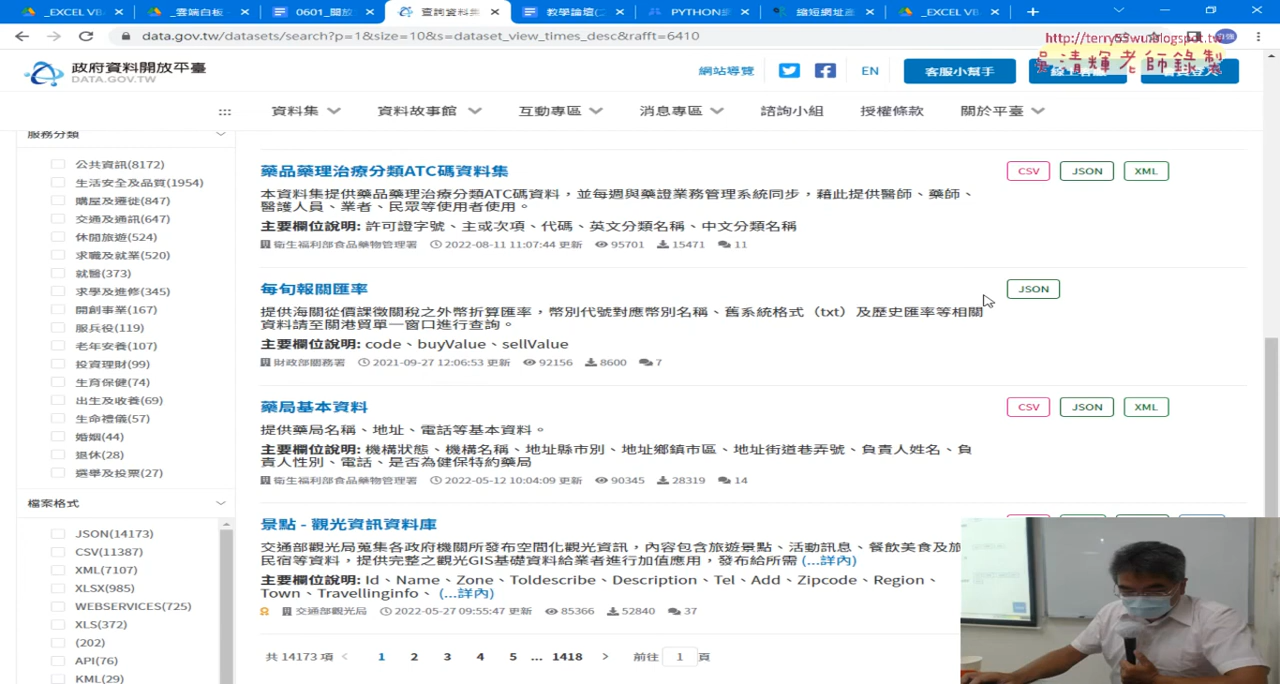 _EXCEL VB
_雲端白板 -
0601_開放
查詢資料集
教學論壇(2
PYTHON
縮短網址
_EXCEL VB
data.gov.tw/datasets/search?p=1&size=10&s=dataset_view_times_desc&rafft=6410
http://terry55wu.blogspot.tw
吳清輝老師錄製
政府資料開放平臺
DATA.GOV.TW
網站導覽
EN
客服小幫手
資料集
資料故事館
互動專區
消息專區
諮詢小組
授權條款
關於平臺
服務分類
公共資訊(8172)
生活安全及品質(1954)
購屋及遷徙(847)
交通及通訊(647)
休閒旅遊(524)
求職及就業(520)
就醫(373)
求學及進修(345)
開創事業(167)
服兵役(119)
老年安養(107)
投資理財(99)
生育保健(74)
出生及收養(69)
生命禮儀(57)
婚姻(44)
退休(28)
選舉及投票(27)
檔案格式
JSON(14173)
CSV(11387)
XML(7107)
XLSX(985)
WEBSERVICES(725)
XLS(372)
(202)
API(76)
KML(29)
藥品藥理治療分類ATC碼資料集
CSV JSON XML
本資料集提供藥品藥理治療分類ATC碼資料，並每週與藥證業務管理系統同步，藉此提供醫師、藥師、
醫護人員、業者、民眾等使用者使用。
主要欄位說明: 許可證字號、主或次項、代碼、英文分類名稱、中文分類名稱
衛生福利部食品藥物管理署 2022-08-11 11:07:44 更新 95701 15471 11
每旬報關匯率
JSON
提供海關從價課徵關稅之外幣折算匯率，幣別代號對應幣別名稱、舊系統格式（txt）及歷史匯率等相關
資料請至關港貿單一窗口進行查詢。
主要欄位說明: code、buyValue、sellValue
財政部關務署 2021-09-27 12:06:53 更新 92156 8600 7
藥局基本資料
CSV JSON XML
提供藥局名稱、地址、電話等基本資料。
主要欄位說明: 機構狀態、機構名稱、地址縣市別、地址鄉鎮市區、地址街道巷弄號、負責人姓名、負
責人性別、電話、是否為健保特約藥局
衛生福利部食品藥物管理署 2022-05-12 10:04:09 更新 90345 28319 14
景點 - 觀光資訊資料庫
交通部觀光局蒐集各政府機關所發布空間化觀光資訊，內容包含旅遊景點、活動訊息、餐飲美食及旅
民宿等資料，提供完整之觀光GIS基礎資料給業者進行加值應用，發布給所需 (...詳內)
主要欄位說明: Id、Name、Zone、Toldescribe、Description、Tel、Add、Zipcode、Region、
Town、Travellinginfo、 (...詳內)
交通部觀光局 2022-05-27 09:55:47 更新 85366 52840 37
共 14173 項 1 2 3 4 5 ... 1418 前往 1 頁